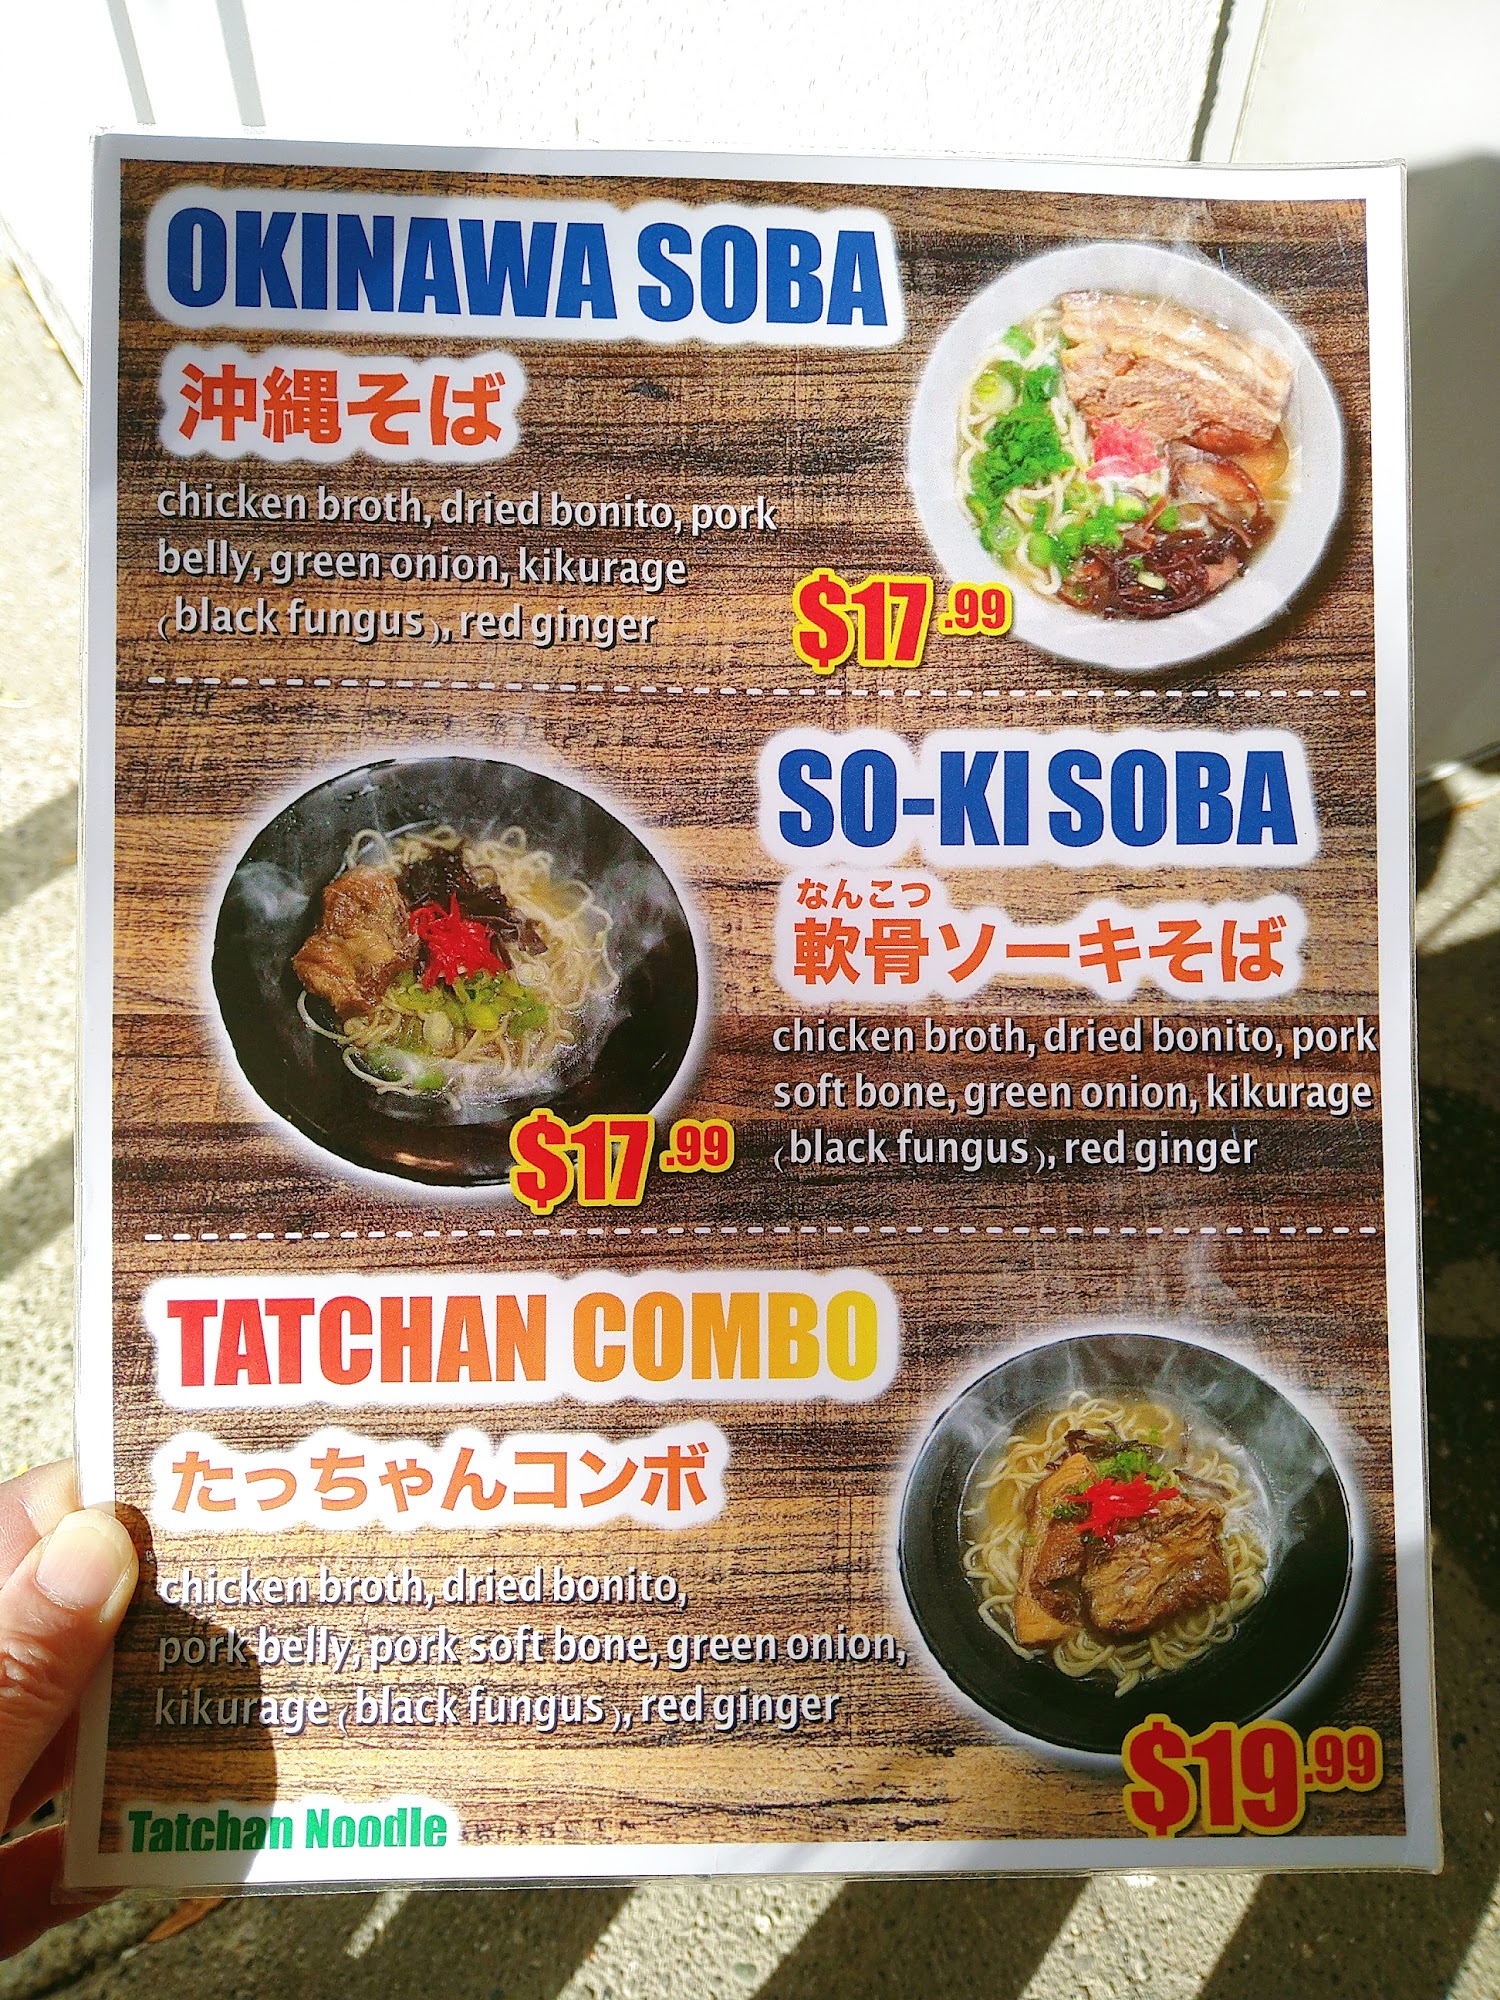 OKINAWA SOBA
沖縄そば
chicken broth, dried bonito, pork
belly, green onion, kikurage
(black fungus), red ginger
$17.99
SO-KI SOBA
なんこつ
軟骨ソーキそば
chicken broth, dried bonito, pork
soft bone, green onion, kikurage
(black fungus), red ginger
$17.99
TATCHAN COMBO
たっちゃんコンボ
chicken broth, dried bonito,
pork belly, pork soft bone, green onion,
kikurage (black fungus), red ginger
$19.99
Tatchan Noodle